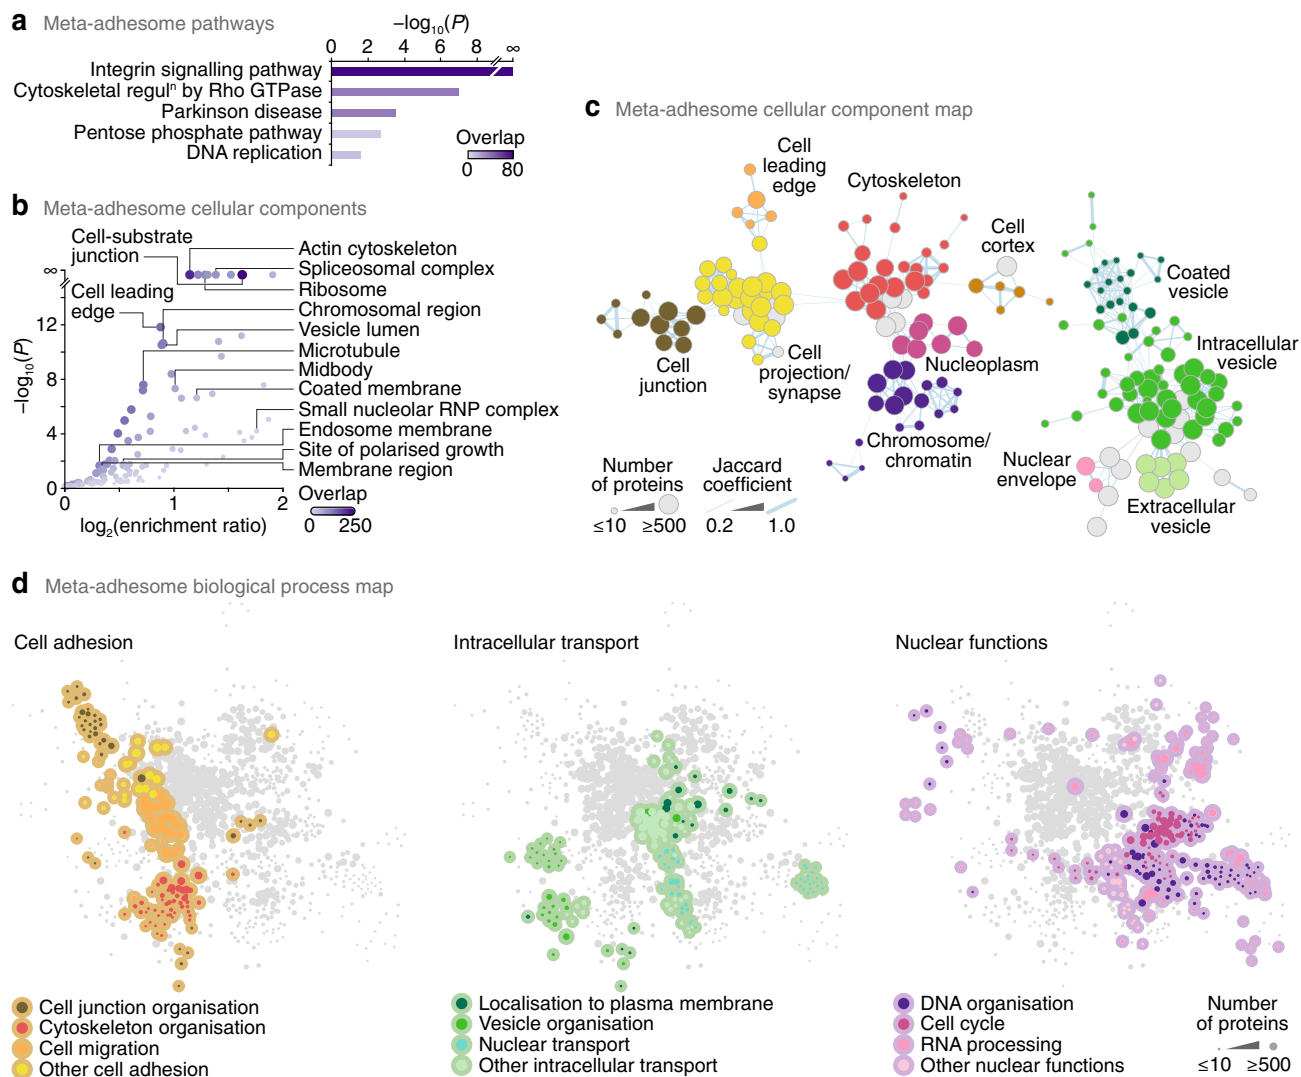 a Meta-adhesome pathways
−log10(P)
0 2 4 6 8 ∞
Integrin signalling pathway
Cytoskeletal regulⁿ by Rho GTPase
Parkinson disease
Pentose phosphate pathway
DNA replication
Overlap
0 80
b Meta-adhesome cellular components
Cell-substrate
junction
Cell leading
edge
Actin cytoskeleton
Spliceosomal complex
Ribosome
Chromosomal region
Vesicle lumen
Microtubule
Midbody
Coated membrane
Small nucleolar RNP complex
Endosome membrane
Site of polarised growth
Membrane region
∞
12
8
4
0
−log10(P)
0 1 2
log2(enrichment ratio)
Overlap
0 250
c Meta-adhesome cellular component map
Cell
leading
edge
Cytoskeleton
Cell
cortex
Coated
vesicle
Intracellular
vesicle
Cell
junction
Cell
projection/
synapse
Nucleoplasm
Chromosome/
chromatin
Nuclear
envelope
Extracellular
vesicle
Number
of proteins
≤10 ≥500
Jaccard
coefficient
0.2 1.0
d Meta-adhesome biological process map
Cell adhesion
Intracellular transport
Nuclear functions
Cell junction organisation
Cytoskeleton organisation
Cell migration
Other cell adhesion
Localisation to plasma membrane
Vesicle organisation
Nuclear transport
Other intracellular transport
DNA organisation
Cell cycle
RNA processing
Other nuclear functions
Number
of proteins
≤10 ≥500